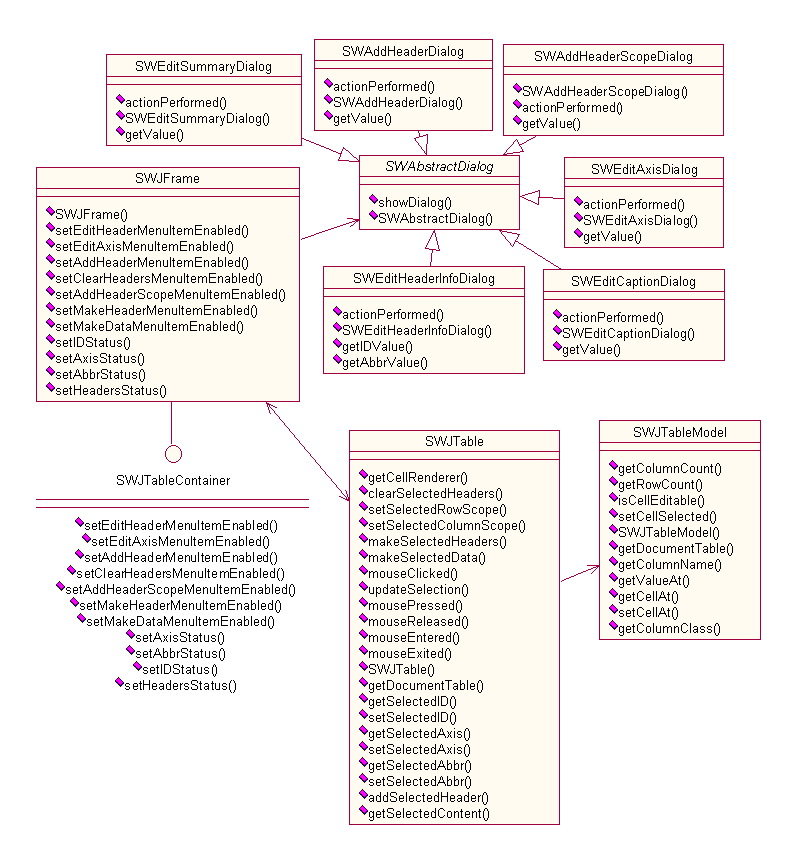 SWEditSummaryDialog
actionPerformed()
SWEditSummaryDialog()
getValue()
SWAddHeaderDialog
actionPerformed()
SWAddHeaderDialog()
getValue()
SWAddHeaderScopeDialog
SWAddHeaderScopeDialog()
actionPerformed()
getValue()
SWAbstractDialog
showDialog()
SWAbstractDialog()
SWEditAxisDialog
actionPerformed()
SWEditAxisDialog()
getValue()
SWJFrame
SWJFrame()
setEditHeaderMenuItemEnabled()
setEditAxisMenuItemEnabled()
setAddHeaderMenuItemEnabled()
setClearHeadersMenuItemEnabled()
setAddHeaderScopeMenuItemEnabled()
setMakeHeaderMenuItemEnabled()
setMakeDataMenuItemEnabled()
setIDStatus()
setAxisStatus()
setAbbrStatus()
setHeadersStatus()
SWEditHeaderInfoDialog
actionPerformed()
SWEditHeaderInfoDialog()
getIDValue()
getAbbrValue()
SWEditCaptionDialog
actionPerformed()
SWEditCaptionDialog()
getValue()
SWJTableContainer
setEditHeaderMenuItemEnabled()
setEditAxisMenuItemEnabled()
setAddHeaderMenuItemEnabled()
setClearHeadersMenuItemEnabled()
setAddHeaderScopeMenuItemEnabled()
setMakeHeaderMenuItemEnabled()
setMakeDataMenuItemEnabled()
setAxisStatus()
setAbbrStatus()
setIDStatus()
setHeadersStatus()
SWJTable
getCellRenderer()
clearSelectedHeaders()
setSelectedRowScope()
setSelectedColumnScope()
makeSelectedHeaders()
makeSelectedData()
mouseClicked()
updateSelection()
mousePressed()
mouseReleased()
mouseEntered()
mouseExited()
SWJTable()
getDocumentTable()
getSelectedID()
setSelectedID()
getSelectedAxis()
setSelectedAxis()
getSelectedAbbr()
setSelectedAbbr()
addSelectedHeader()
getSelectedContent()
SWJTableModel
getColumnCount()
getRowCount()
isCellEditable()
setCellSelected()
SWJTableModel()
getDocumentTable()
getColumnName()
getValueAt()
getCellAt()
setCellAt()
getColumnClass()